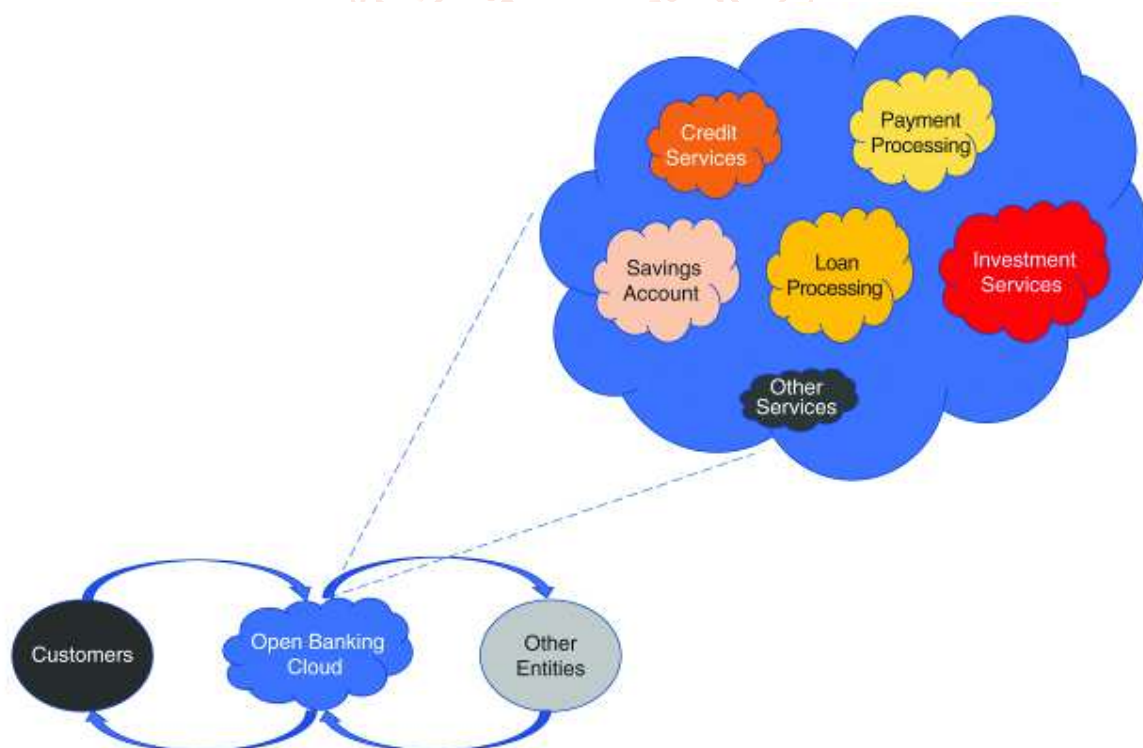 Credit
Services
Payment
Processing
Savings
Account
Loan
Processing
Investment
Services
Other
Services
Customers
Open Banking
Cloud
Other
Entities